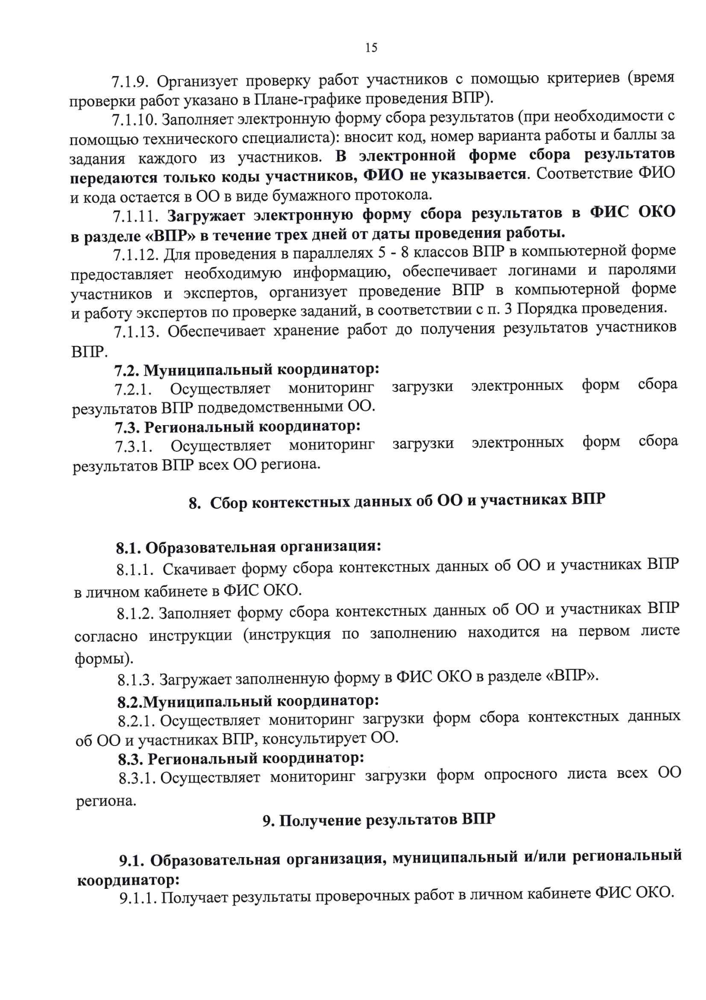 15
7.1.9. Организует проверку работ участников с помощью критериев (время
проверки работ указано в Плане-графике проведения ВПР).
7.1.10. Заполняет электронную форму сбора результатов (при необходимости с
помощью технического специалиста): вносит код, номер варианта работы и баллы за
задания каждого из участников. В электронной форме сбора результатов
передаются только коды участников, ФИО не указывается. Соответствие ФИО
и кода остается в ОО в виде бумажного протокола.
7.1.11. Загружает электронную форму сбора результатов в ФИС ОКО
в разделе «ВПР» в течение трех дней от даты проведения работы.
7.1.12. Для проведения в параллелях 5 - 8 классов ВПР в компьютерной форме
предоставляет необходимую информацию, обеспечивает логинами и паролями
участников и экспертов, организует проведение ВПР в компьютерной форме
и работу экспертов по проверке заданий, в соответствии с п. 3 Порядка проведения.
7.1.13. Обеспечивает хранение работ до получения результатов участников
ВПР.
7.2. Муниципальный координатор:
7.2.1. Осуществляет мониторинг загрузки электронных форм сбора
результатов ВПР подведомственными ОО.
7.3. Региональный координатор:
7.3.1. Осуществляет мониторинг загрузки электронных форм сбора
результатов ВПР всех ОО региона.
8. Сбор контекстных данных об ОО и участниках ВПР
8.1. Образовательная организация:
8.1.1. Скачивает форму сбора контекстных данных об ОО и участниках ВПР
в личном кабинете в ФИС ОКО.
8.1.2. Заполняет форму сбора контекстных данных об ОО и участниках ВПР
согласно инструкции (инструкция по заполнению находится на первом листе
формы).
8.1.3. Загружает заполненную форму в ФИС ОКО в разделе «ВПР».
8.2.Муниципальный координатор:
8.2.1. Осуществляет мониторинг загрузки форм сбора контекстных данных
об ОО и участниках ВПР, консультирует ОО.
8.3. Региональный координатор:
8.3.1. Осуществляет мониторинг загрузки форм опросного листа всех ОО
региона.
9. Получение результатов ВПР
9.1. Образовательная организация, муниципальный и/или региональный
координатор:
9.1.1. Получает результаты проверочных работ в личном кабинете ФИС ОКО.